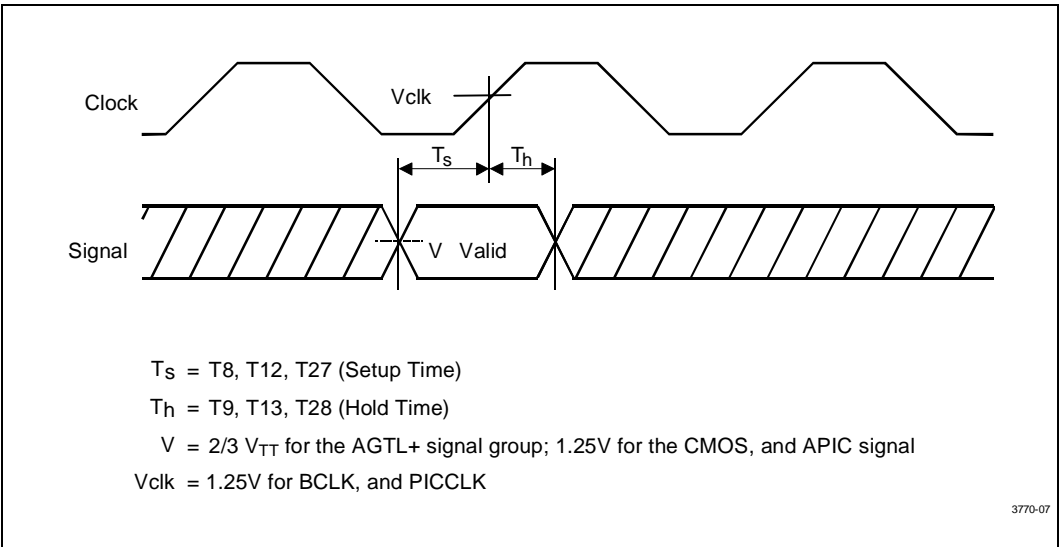 Clock
Vclk
Ts Th
Signal
V Valid
Ts = T8, T12, T27 (Setup Time)
Th = T9, T13, T28 (Hold Time)
V = 2/3 VTT for the AGTL+ signal group; 1.25V for the CMOS, and APIC signal
Vclk = 1.25V for BCLK, and PICCLK
3770-07